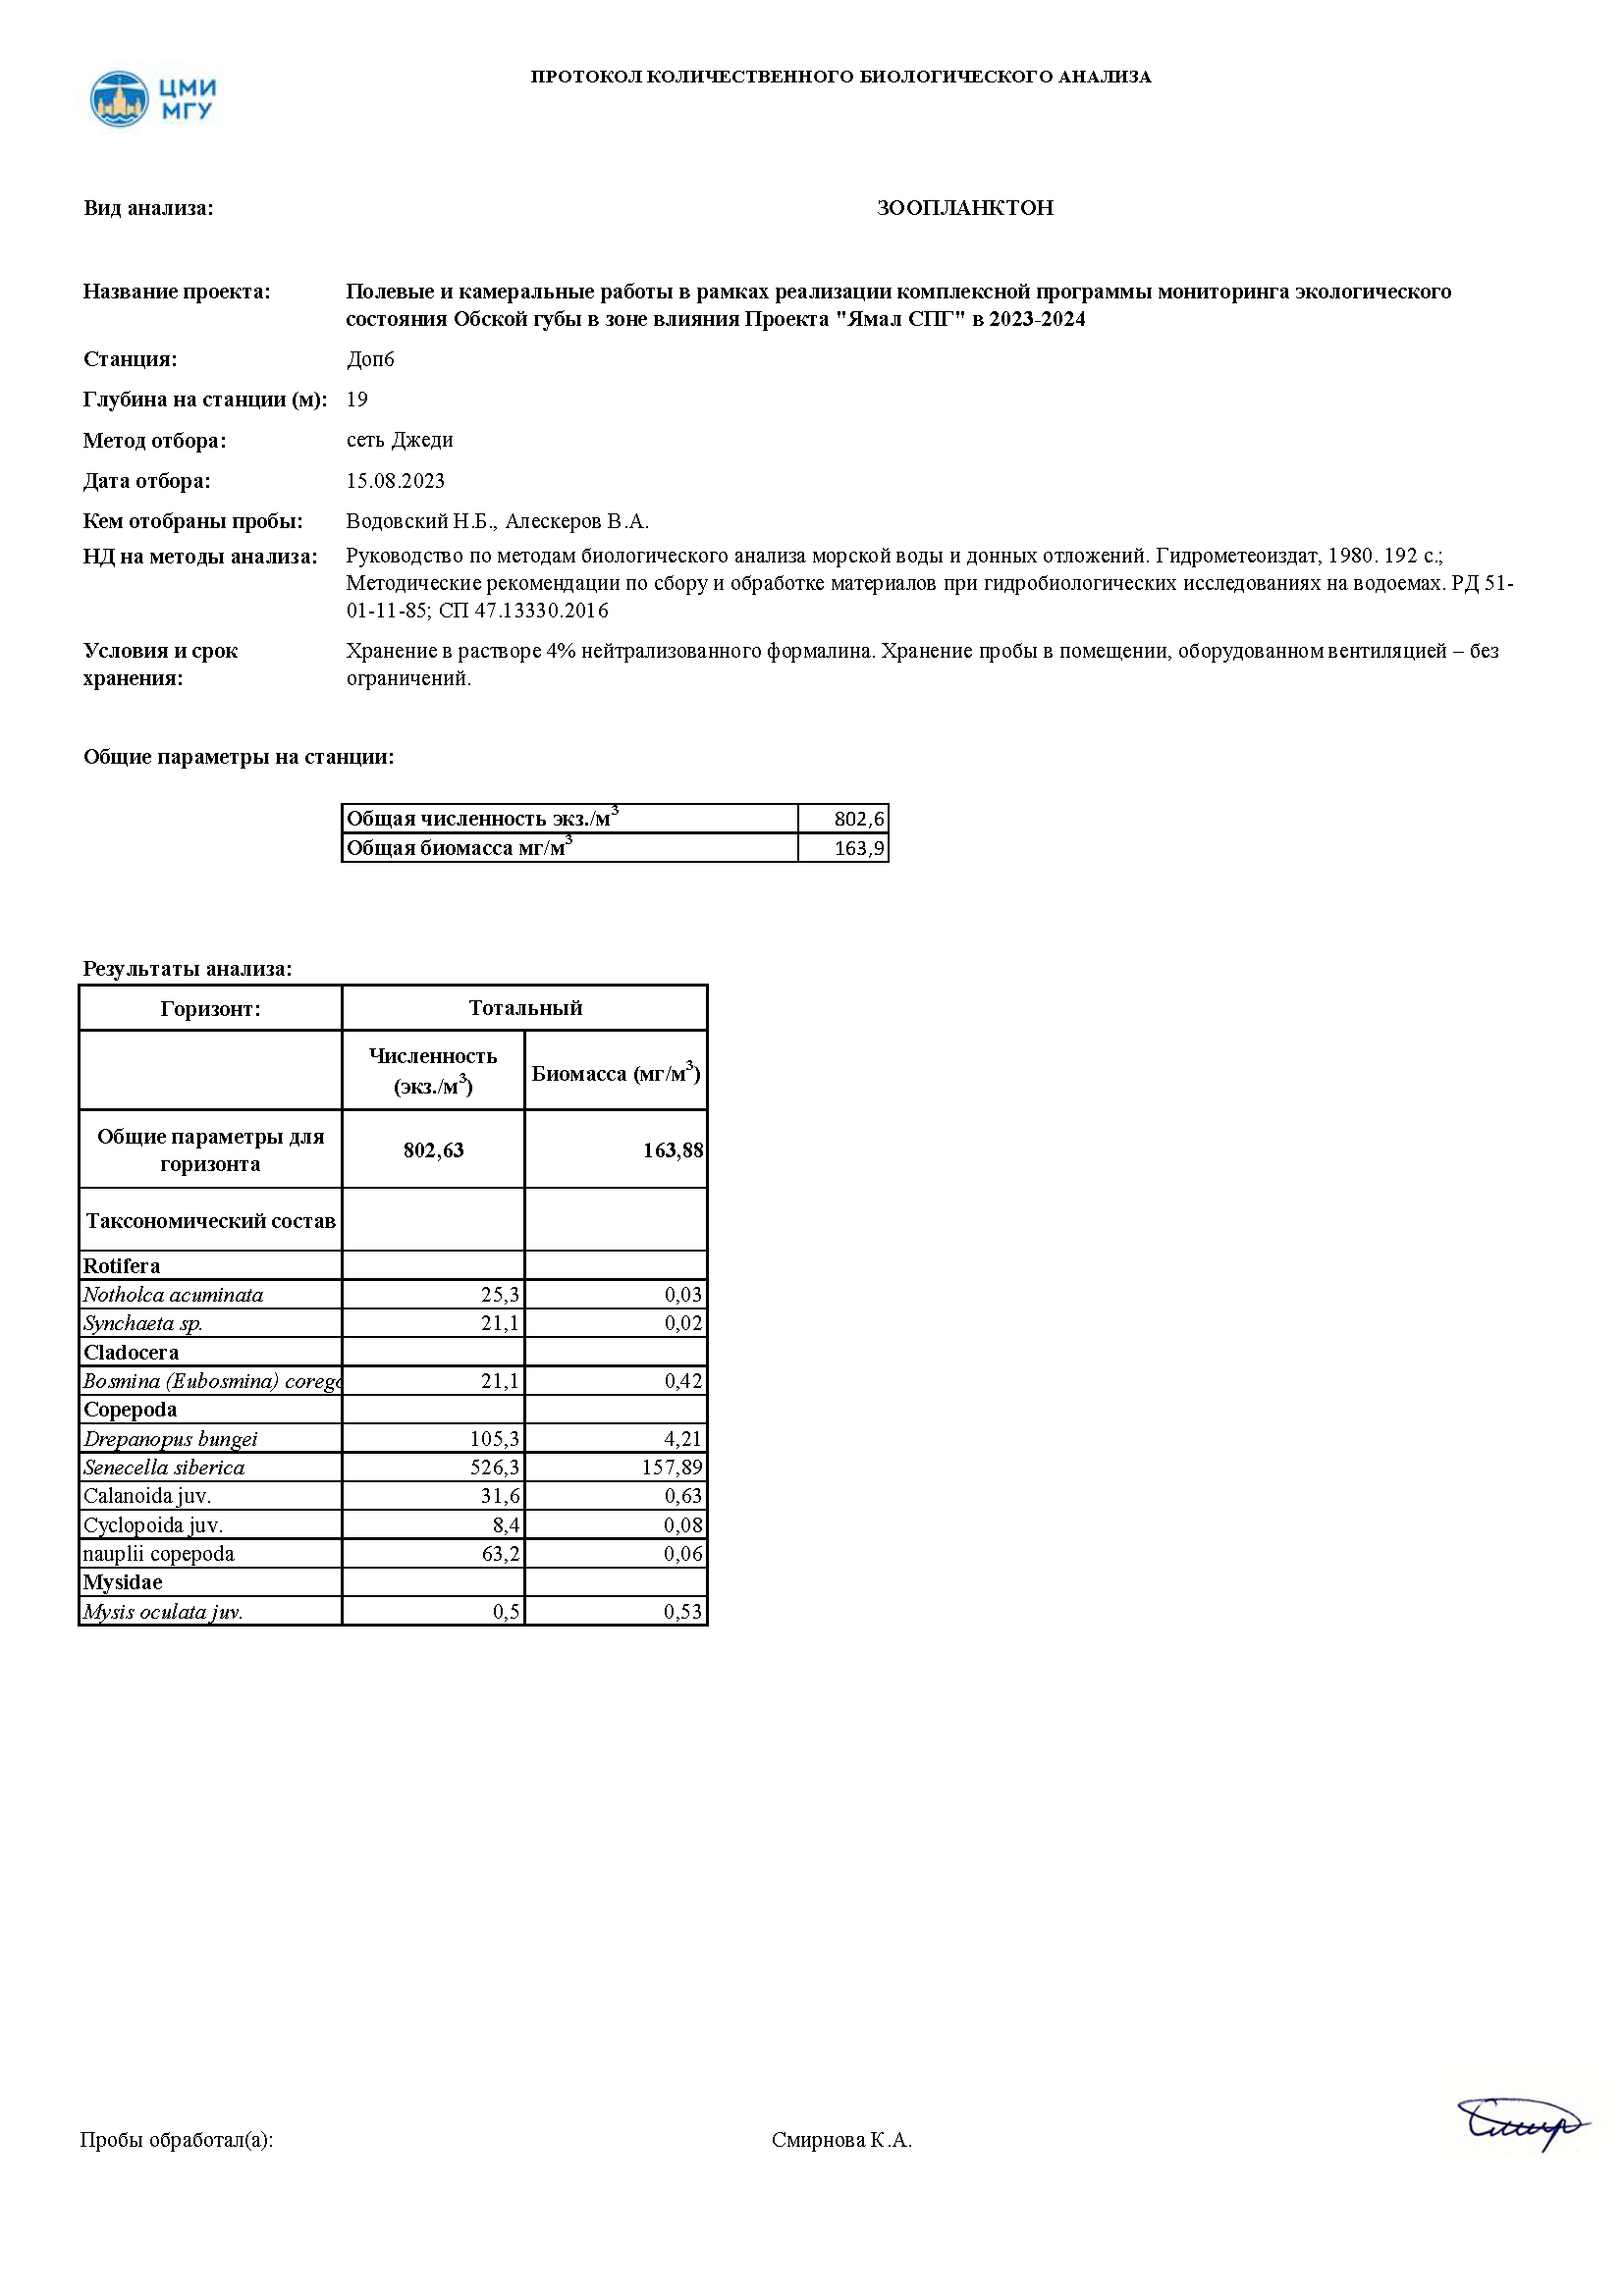 ЦМИ
МГУ
ПРОТОКОЛ КОЛИЧЕСТВЕННОГО БИОЛОГИЧЕСКОГО АНАЛИЗА
Вид анализа: ЗООПЛАНКТОН
Название проекта: Полевые и камеральные работы в рамках реализации комплексной программы мониторинга экологического
состояния Обской губы в зоне влияния Проекта "Ямал СПГ" в 2023-2024
Станция: Доп6
Глубина на станции (м): 19
Метод отбора: сеть Джеди
Дата отбора: 15.08.2023
Кем отобраны пробы: Водовский Н.Б., Алескеров В.А.
НД на методы анализа: Руководство по методам биологического анализа морской воды и донных отложений. Гидрометеоиздат, 1980. 192 с.;
Методические рекомендации по сбору и обработке материалов при гидробиологических исследованиях на водоемах. РД 51-
01-11-85; СП 47.13330.2016
Условия и срок хранения: Хранение в растворе 4% нейтрализованного формалина. Хранение пробы в помещении, оборудованном вентиляцией – без
ограничений.
Общие параметры на станции:
Общая численность экз./м3 802,6
Общая биомасса мг/м3 163,9
Результаты анализа:
Горизонт: Тотальный
Численность (экз./м3) Биомасса (мг/м3)
Общие параметры для горизонта 802,63 163,88
Таксономический состав
Rotifera
Notholca acuminata 25,3 0,03
Synchaeta sp. 21,1 0,02
Cladocera
Bosmina (Eubosmina) corego 21,1 0,42
Copepoda
Drepanopus bungei 105,3 4,21
Senecella siberica 526,3 157,89
Calanoida juv. 31,6 0,63
Cyclopoida juv. 8,4 0,08
nauplii copepoda 63,2 0,06
Mysidae
Mysis oculata juv. 0,5 0,53
Пробы обработал(а): Смирнова К.А.